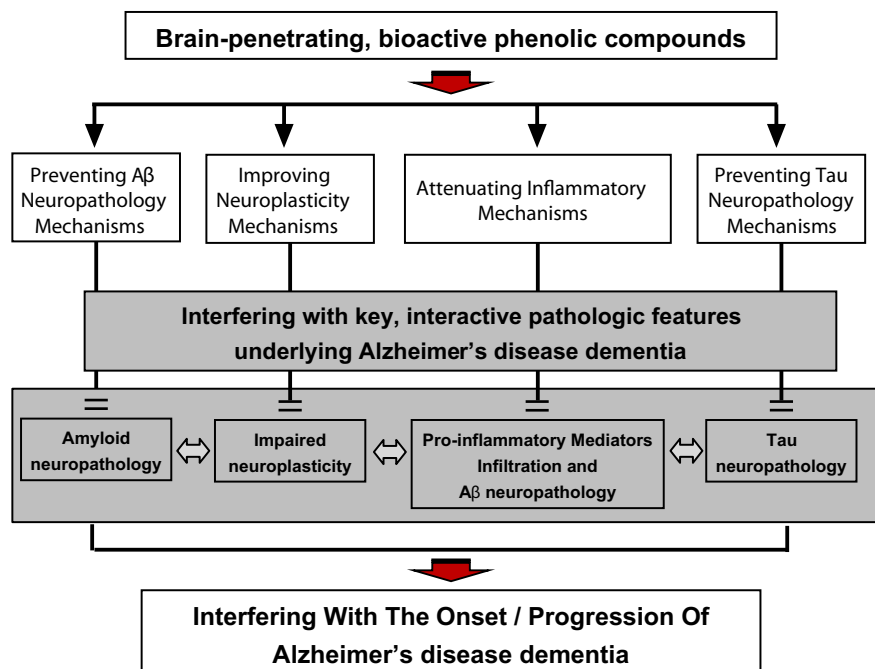 Brain-penetrating, bioactive phenolic compounds
Preventing Aβ
Neuropathology
Mechanisms
Improving
Neuroplasticity
Mechanisms
Attenuating Inflammatory
Mechanisms
Preventing Tau
Neuropathology
Mechanisms
Interfering with key, interactive pathologic features
underlying Alzheimer’s disease dementia
Amyloid
neuropathology
Impaired
neuroplasticity
Pro-inflammatory Mediators
Infiltration and
Aβ neuropathology
Tau
neuropathology
Interfering With The Onset / Progression Of
Alzheimer’s disease dementia